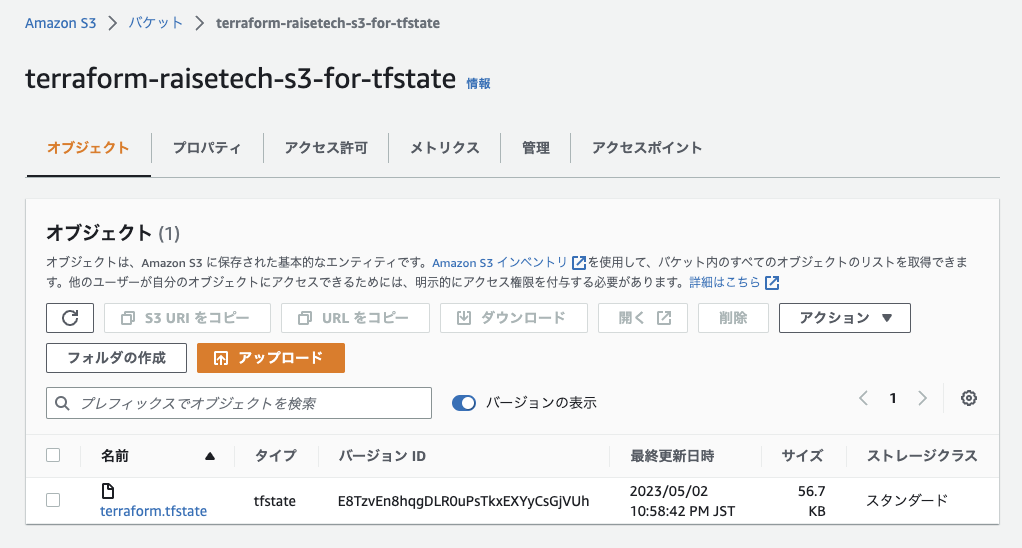 Amazon S3 > バケット > terraform-raisetech-s3-for-tfstate
terraform-raisetech-s3-for-tfstate 情報
オブジェクト プロパティ アクセス許可 メトリクス 管理 アクセスポイント
オブジェクト (1)
オブジェクトは、Amazon S3 に保存された基本的なエンティティです。Amazon S3 インベントリ を使用して、バケット内のすべてのオブジェクトのリストを取得できま
す。他のユーザーが自分のオブジェクトにアクセスできるためには、明示的にアクセス権限を付与する必要があります。詳細はこちら
S3 URI をコピー URL をコピー ダウンロード 開く 削除 アクション ▼
フォルダの作成 アップロード
プレフィックスでオブジェクトを検索 バージョンの表示 < 1 >
名前 ▲ タイプ バージョン ID 最終更新日時 サイズ ストレージクラス
terraform.tfstate tfstate E8TzvEn8hqgDLR0uPsTkxEXYyCsGjVUh 2023/05/02 56.7 スタンダード
10:58:42 PM JST KB